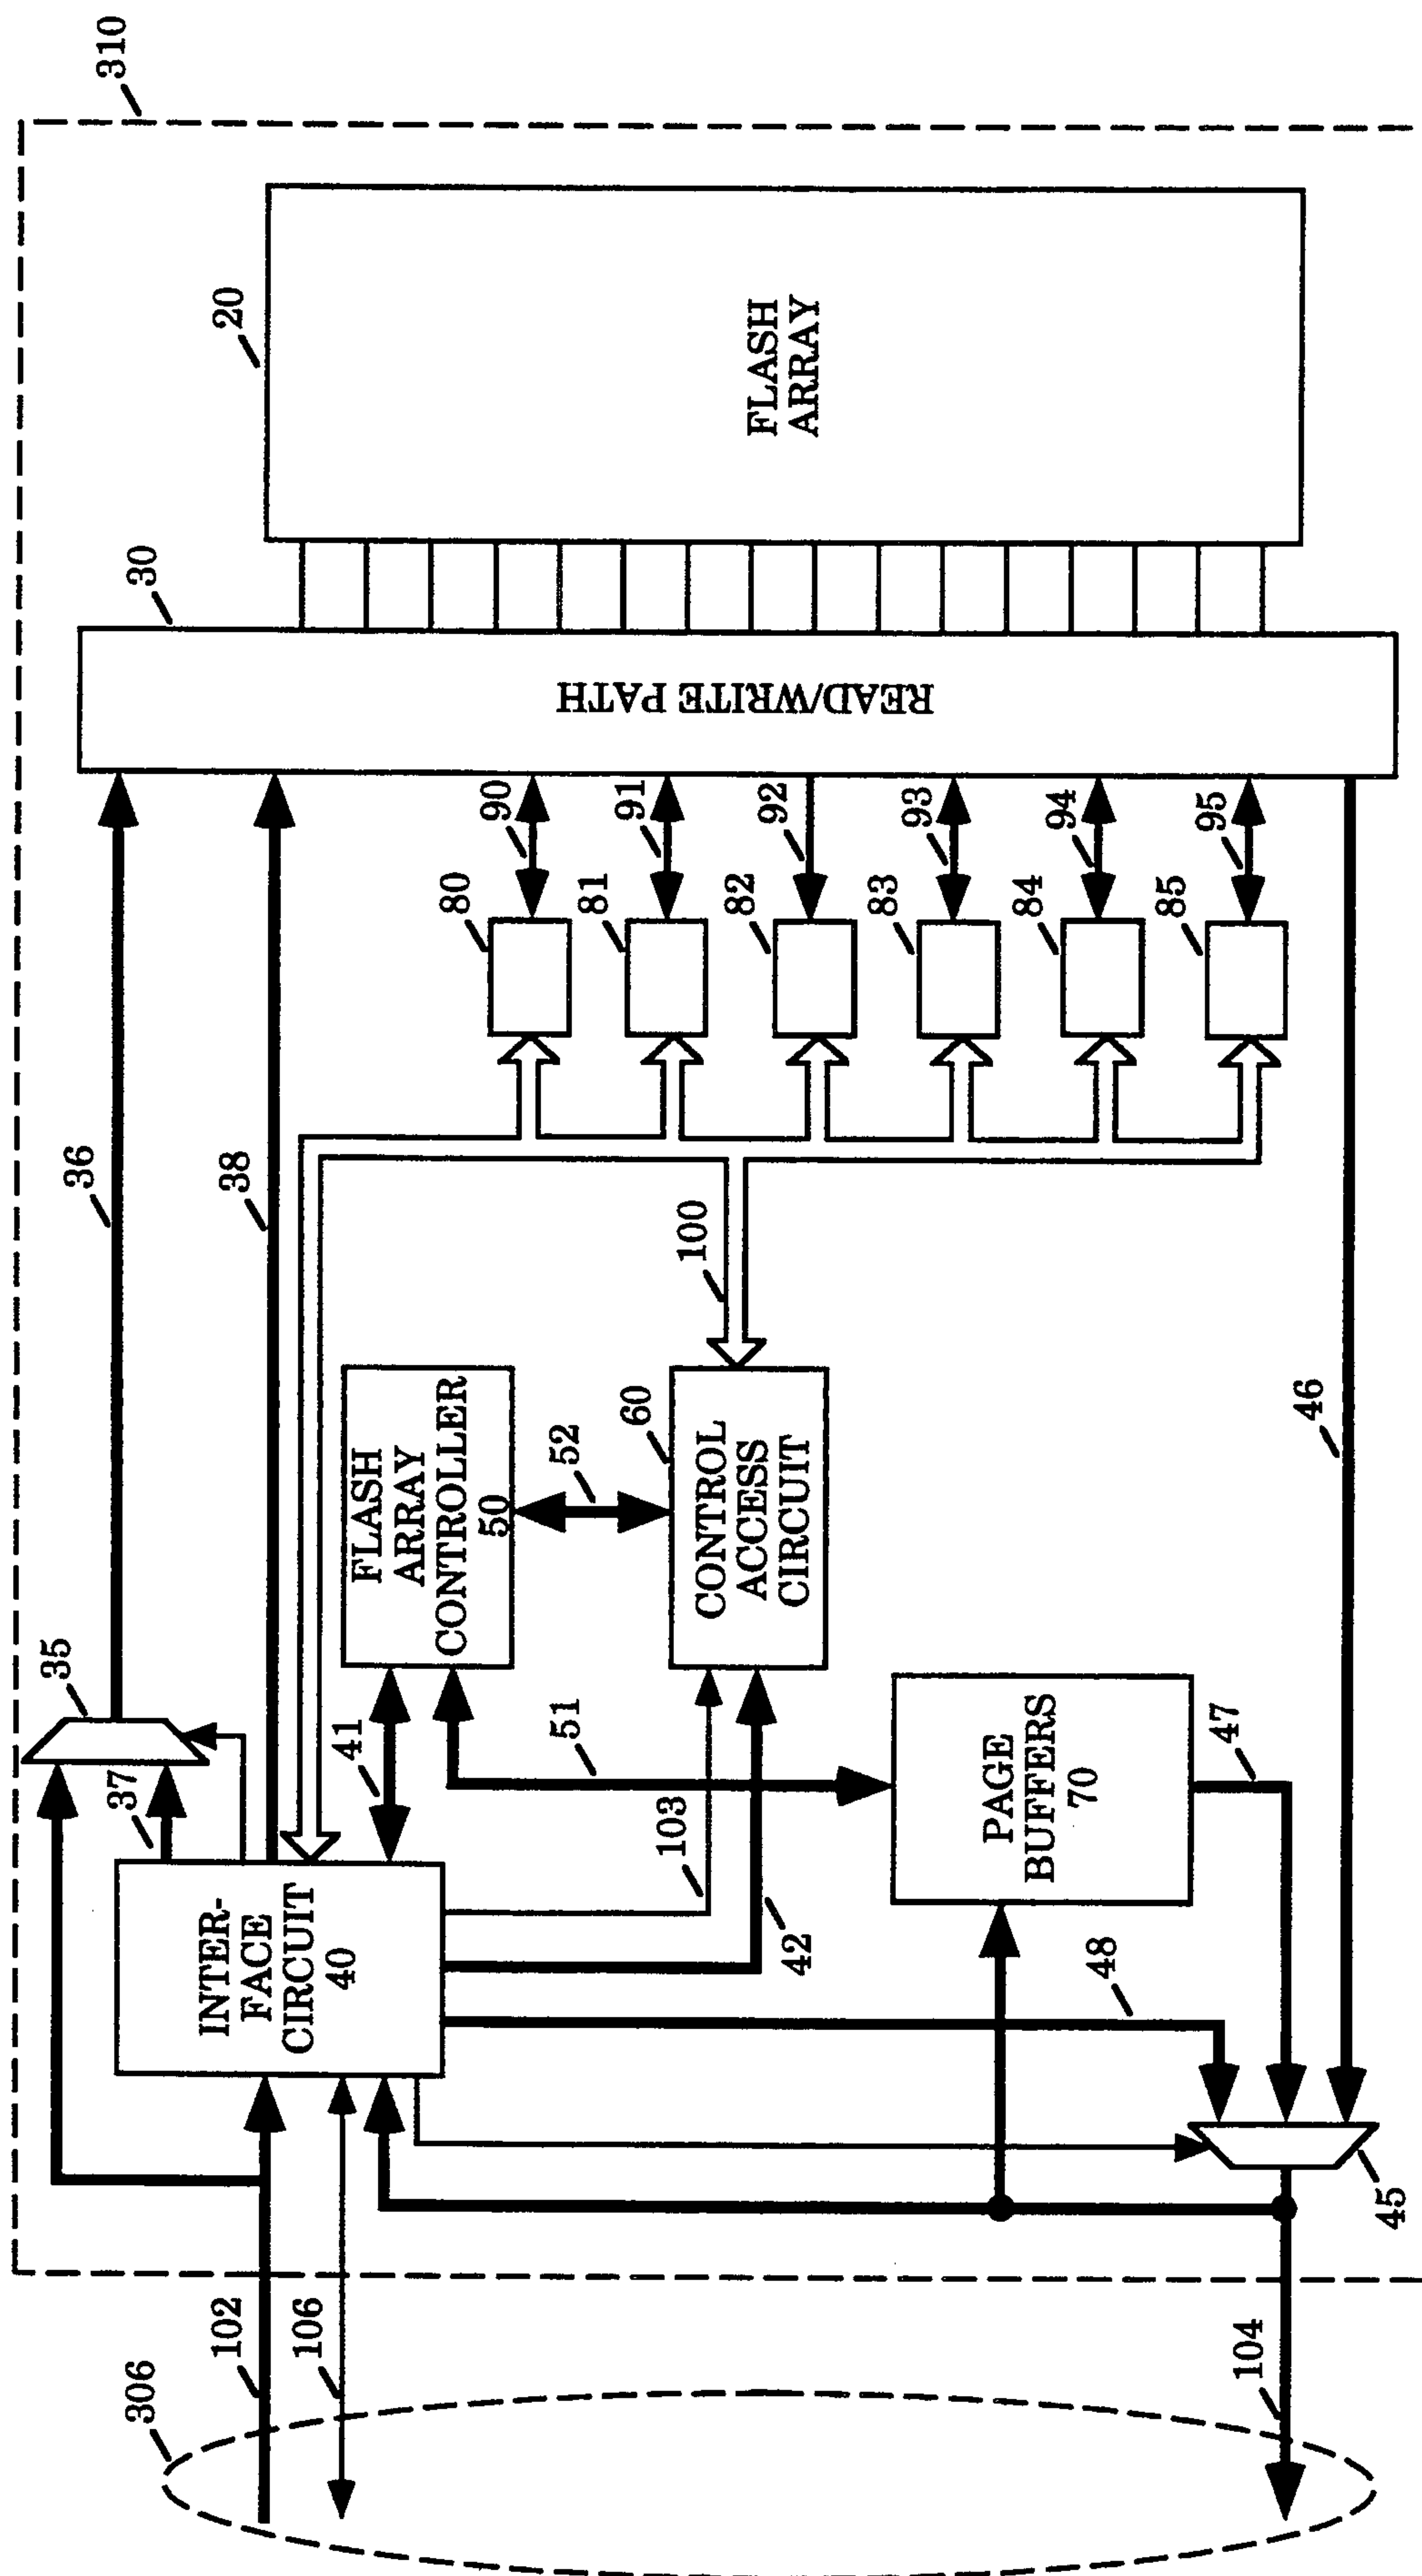 310
20
FLASH
ARRAY
30
READ/WRITE PATH
36
38
90
91
92
93
94
95
80
81
82
83
84
85
100
46
FLASH
ARRAY
CONTROLLER
50
52
60
CONTROL
ACCESS
CIRCUIT
35
37
41
51
103
42
PAGE
BUFFERS
70
47
48
INTER-
FACE
CIRCUIT
40
45
102
106
104
306